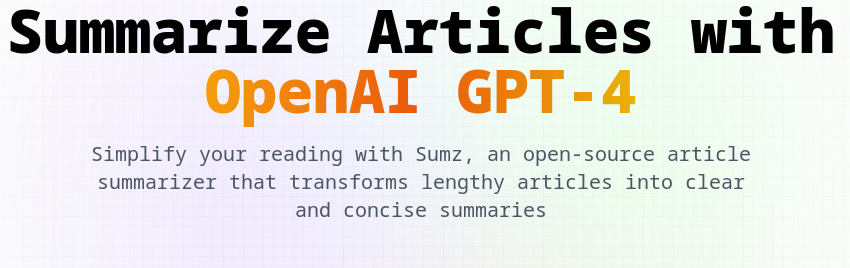 Summarize Articles with
OpenAI GPT-4
Simplify your reading with Sumz, an open-source article
summarizer that transforms lengthy articles into clear
and concise summaries